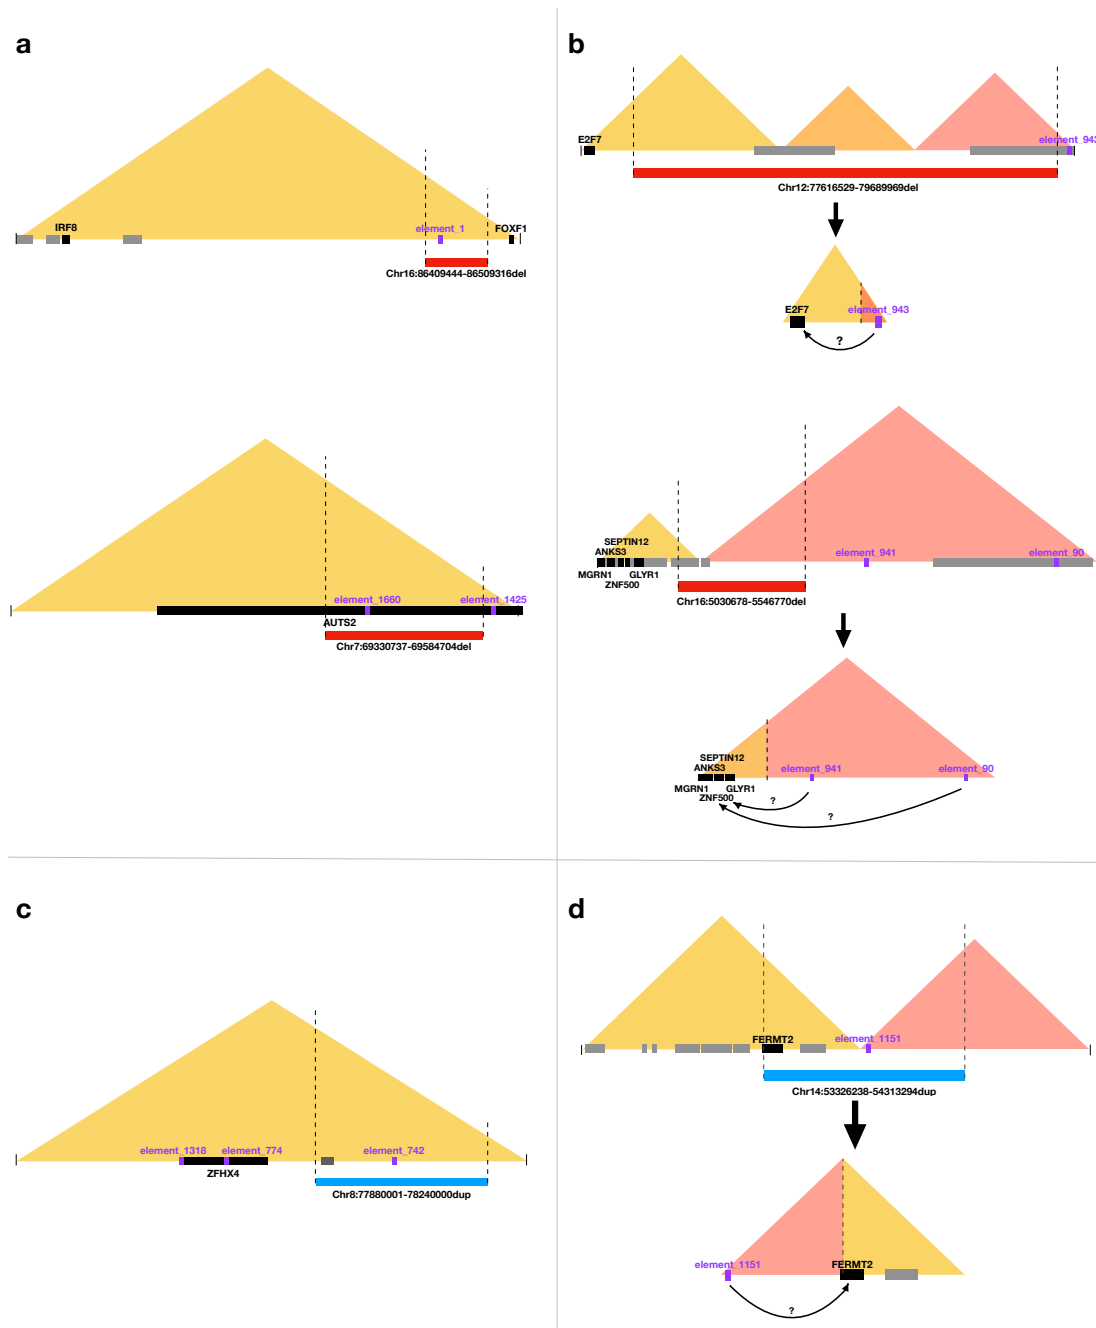 a
IRF8
element_1
FOXF1
Chr16:86409444-86509316del
element_1660
element_1425
AUTS2
Chr7:69330737-69584704del
b
E2F7
element_943
Chr12:77616529-79689969del
E2F7
element_943
?
SEPTIN12
ANKS3
element_941
element_90
MGRN1
GLYR1
ZNF500
Chr16:5030678-5546770del
SEPTIN12
ANKS3
element_941
element_90
MGRN1
GLYR1
ZNF500
?
?
c
element_1318
element_774
element_742
ZFHX4
Chr8:77880001-78240000dup
d
FERMT2
element_1151
Chr14:53326238-54313294dup
element_1151
FERMT2
?